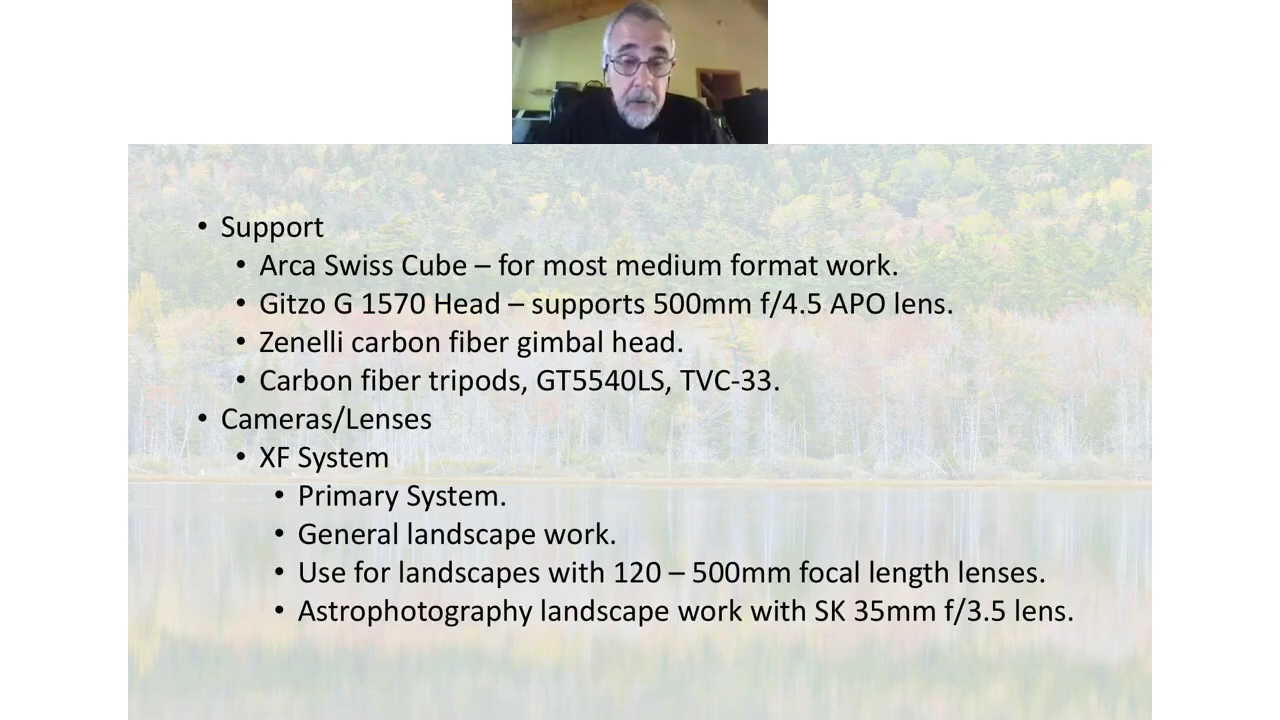 • Support
• Arca Swiss Cube – for most medium format work.
• Gitzo G 1570 Head – supports 500mm f/4.5 APO lens.
• Zenelli carbon fiber gimbal head.
• Carbon fiber tripods, GT5540LS, TVC-33.
• Cameras/Lenses
• XF System
• Primary System.
• General landscape work.
• Use for landscapes with 120 – 500mm focal length lenses.
• Astrophotography landscape work with SK 35mm f/3.5 lens.